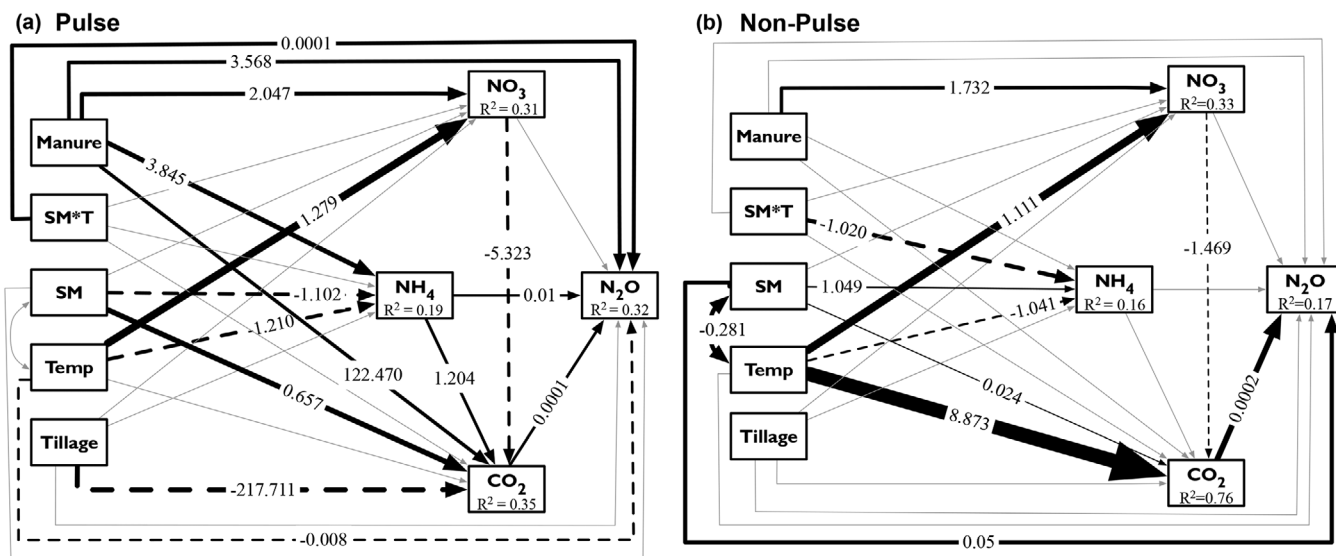 (a) Pulse
0.0001
3.568
2.047
NO3
R2 = 0.31
Manure
3.845
SM*T
1.279
-5.323
SM
-1.102
NH4
R2 = 0.19
0.01
N2O
R2 = 0.32
-1.210
Temp
122.470
1.204
0.657
0.0001
Tillage
CO2
R2 = 0.35
-217.711
-0.008
(b) Non-Pulse
NO3
R2=0.33
1.732
Manure
SM*T
-1.020
1.111
-1.469
SM
1.049
NH4
R2 = 0.16
N2O
R2=0.17
-0.281
-1.041
Temp
0.024
8.873
0.0002
Tillage
CO2
R2=0.76
0.05